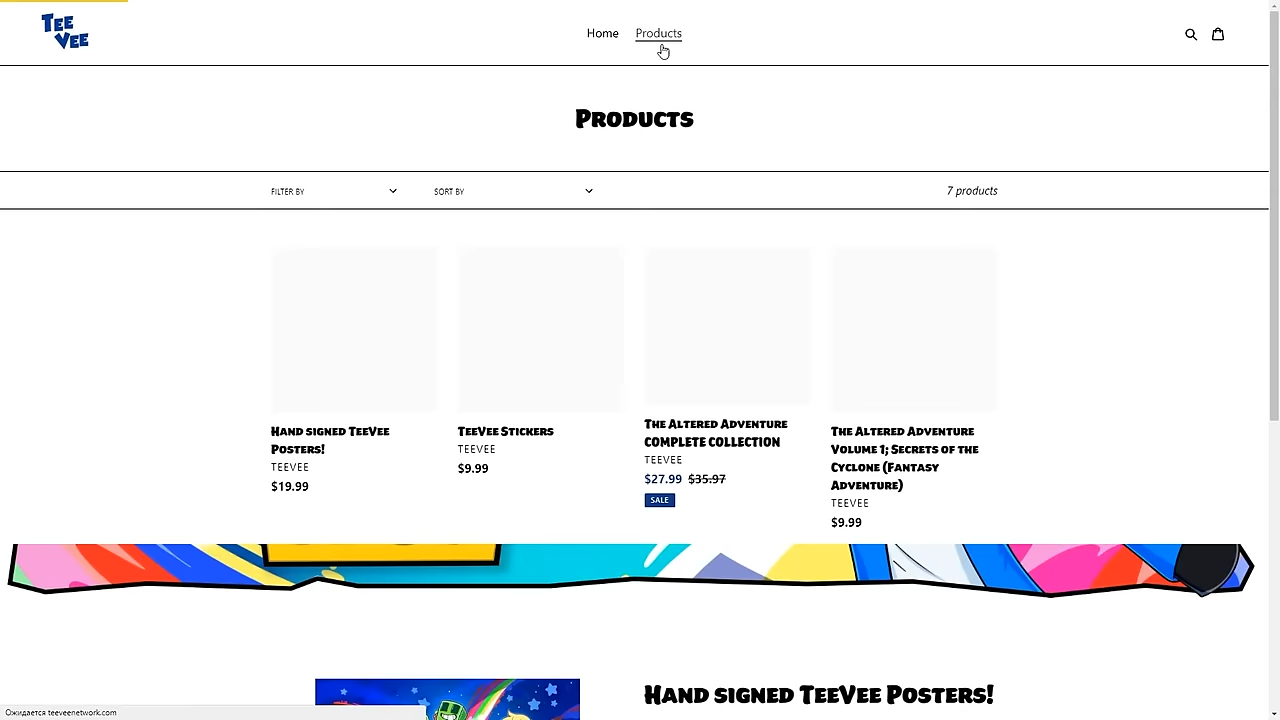 TEE
VEE
Home Products
PRODUCTS
FILTER BY SORT BY 7 products
HAND SIGNED TEEVEE
POSTERS!
TEEVEE
$19.99
TEEVEE STICKERS
TEEVEE
$9.99
THE ALTERED ADVENTURE
COMPLETE COLLECTION
TEEVEE
$27.99 $35.97
SALE
THE ALTERED ADVENTURE
VOLUME 1; SECRETS OF THE
CYCLONE (FANTASY
ADVENTURE)
TEEVEE
$9.99
HAND SIGNED TEEVEE POSTERS!
Ожидается teeveenetwork.com